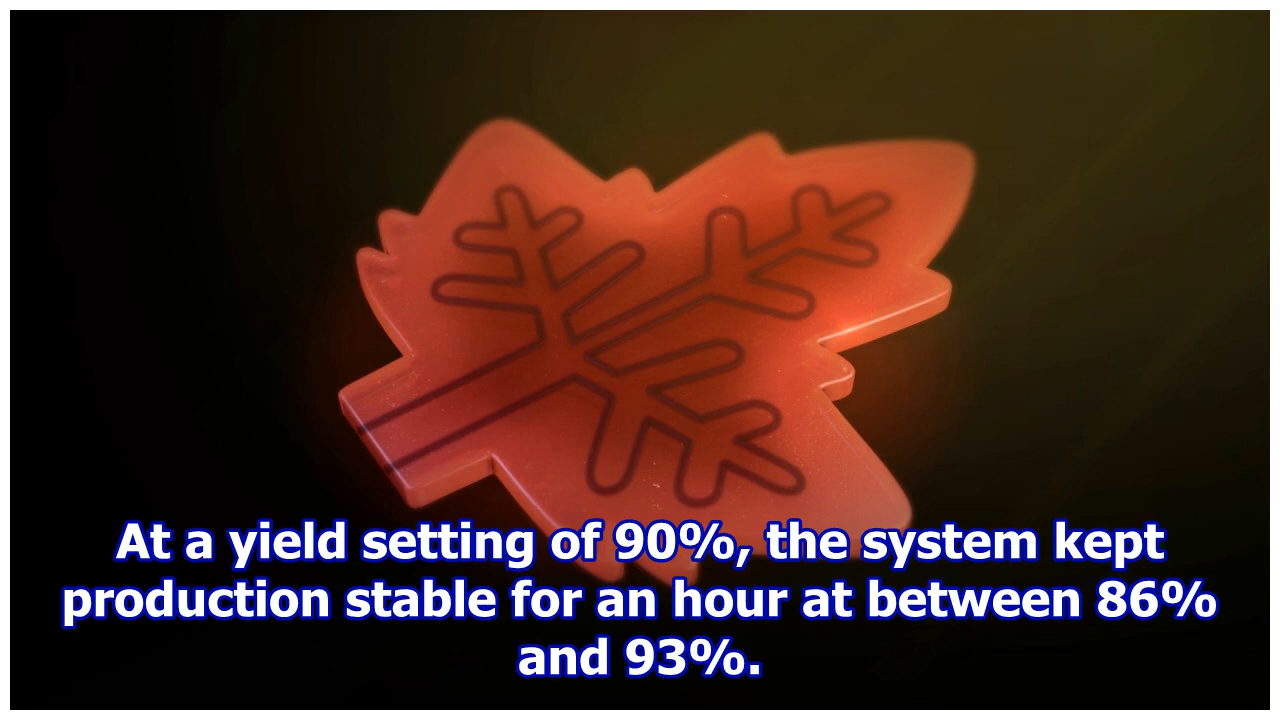 At a yield setting of 90%, the system kept
production stable for an hour at between 86%
and 93%.